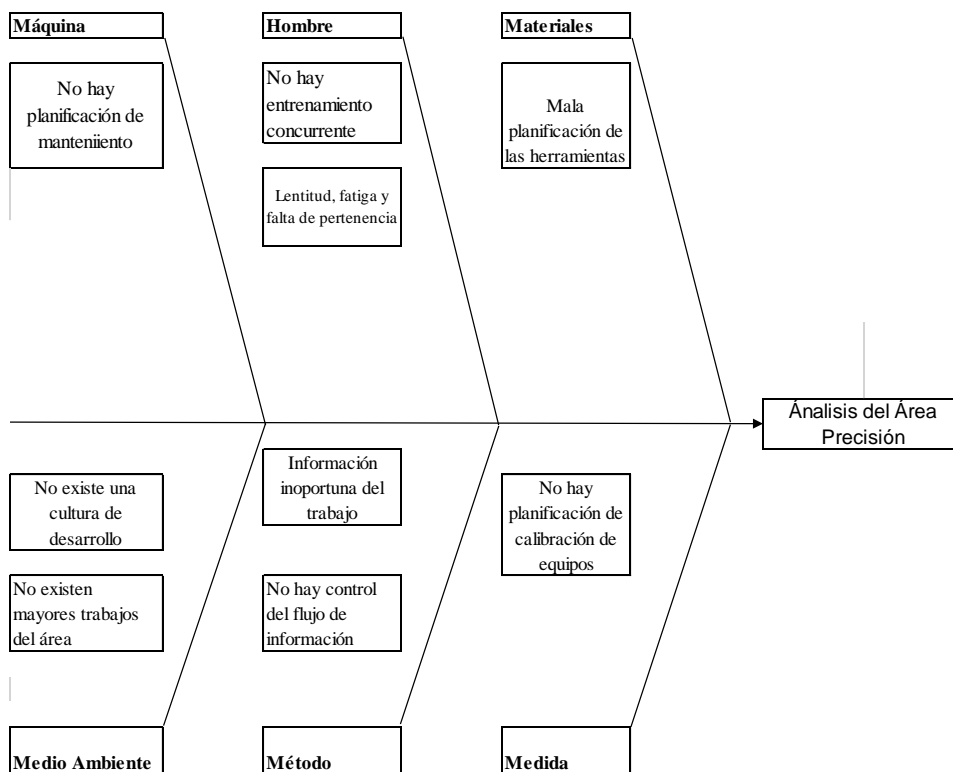 Máquina
Hombre
Materiales
No hay
planificación de
manteniiento
No hay
entrenamiento
concurrente
Mala
planificación de
las herramientas
Lentitud, fatiga y
falta de pertenencia
Ánalisis del Área
Precisión
No existe una
cultura de
desarrollo
Información
inoportuna del
trabajo
No hay
planificación de
calibración de
equipos
No existen
mayores trabajos
del área
No hay control
del flujo de
información
Medio Ambiente
Método
Medida